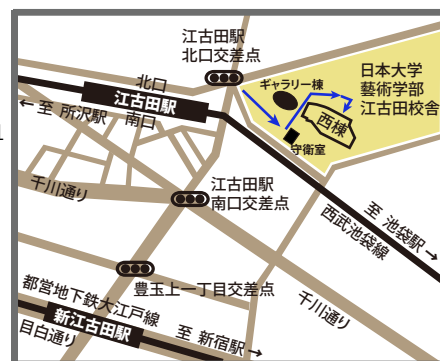 江古田駅
北口交差点
北口
江古田駅
南口
← 至 所沢駅
ギャラリー棟
西棟
守衛室
日本大学
藝術学部
江古田校舎
千川通り
江古田駅
南口交差点
至 池袋駅 →
西武池袋線
豊玉上一丁目交差点
千川通り
都営地下鉄大江戸線
新江古田駅
目白通り
至 新宿駅 →